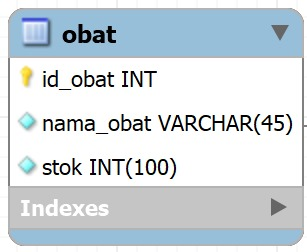 obat
id_obat INT
nama_obat VARCHAR(45)
stok INT(100)
Indexes